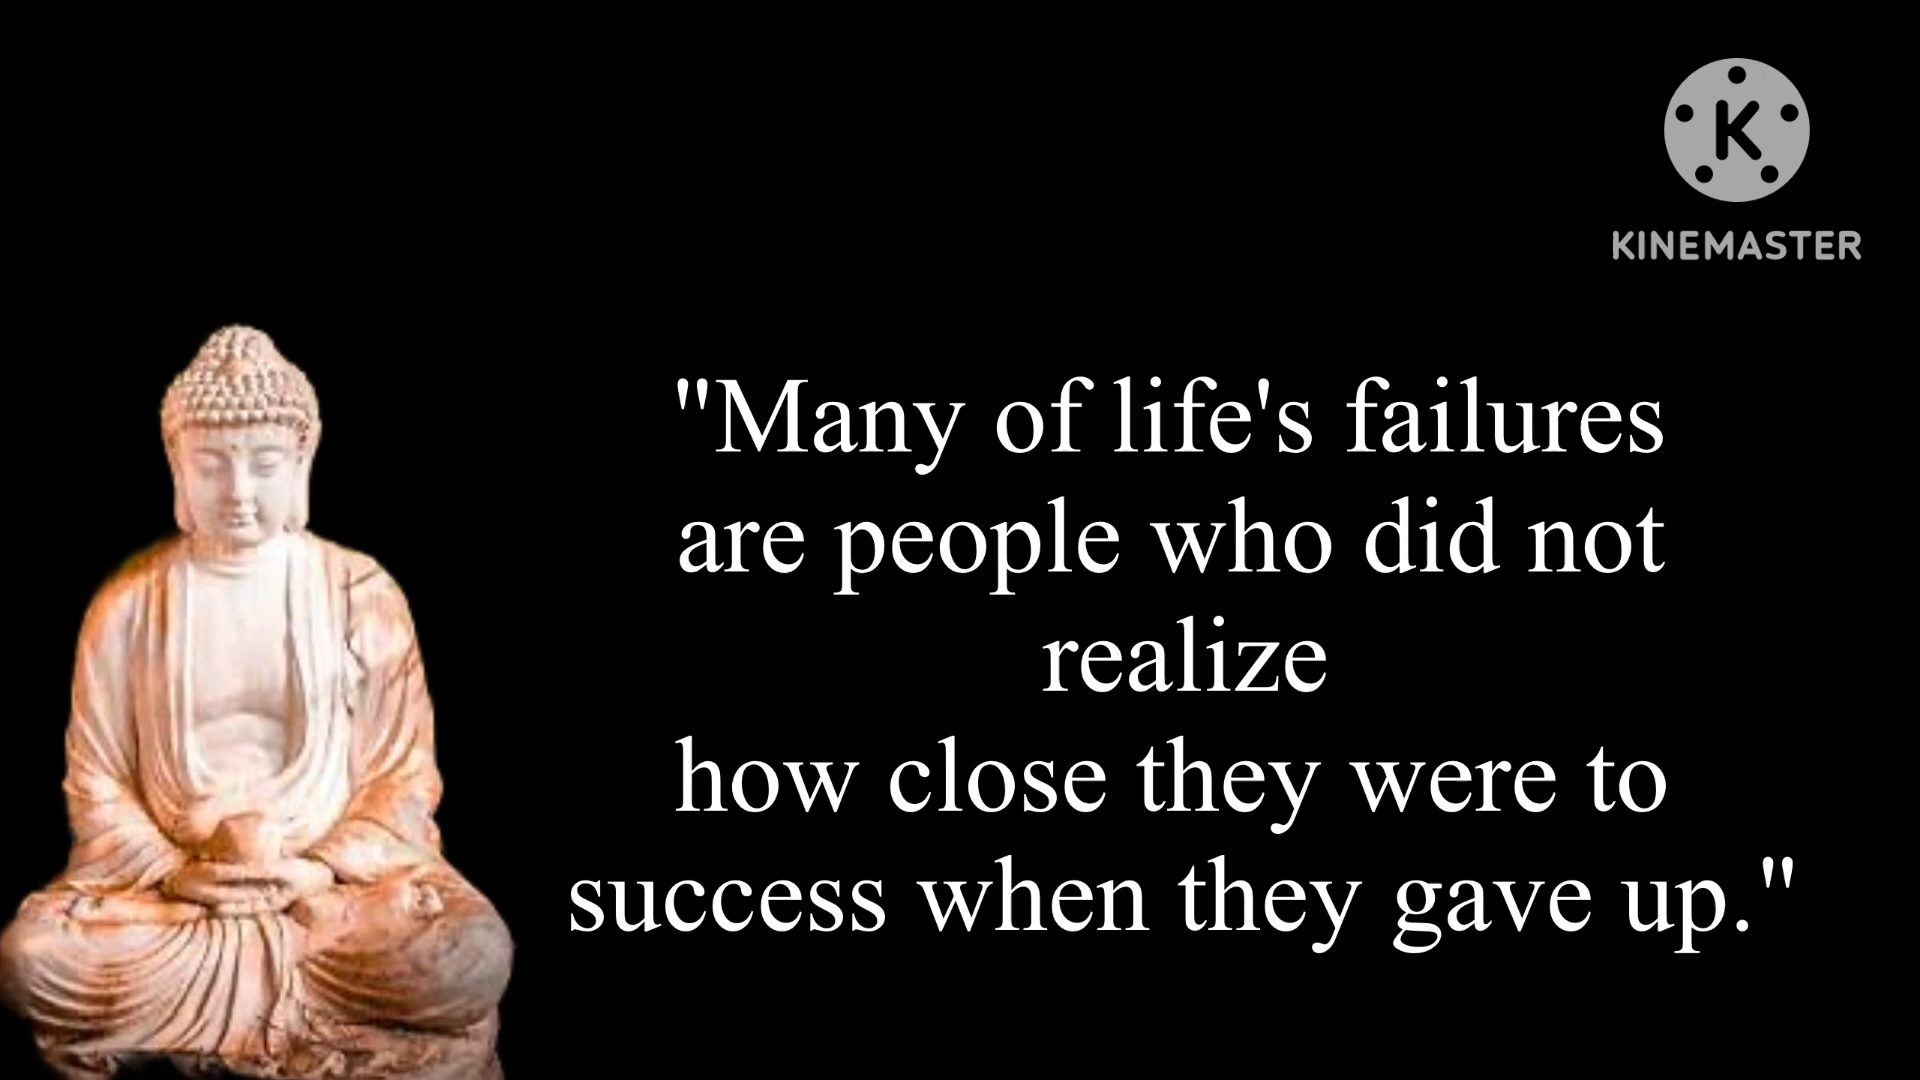 K
KINEMASTER
"Many of life's failures
are people who did not
realize
how close they were to
success when they gave up."